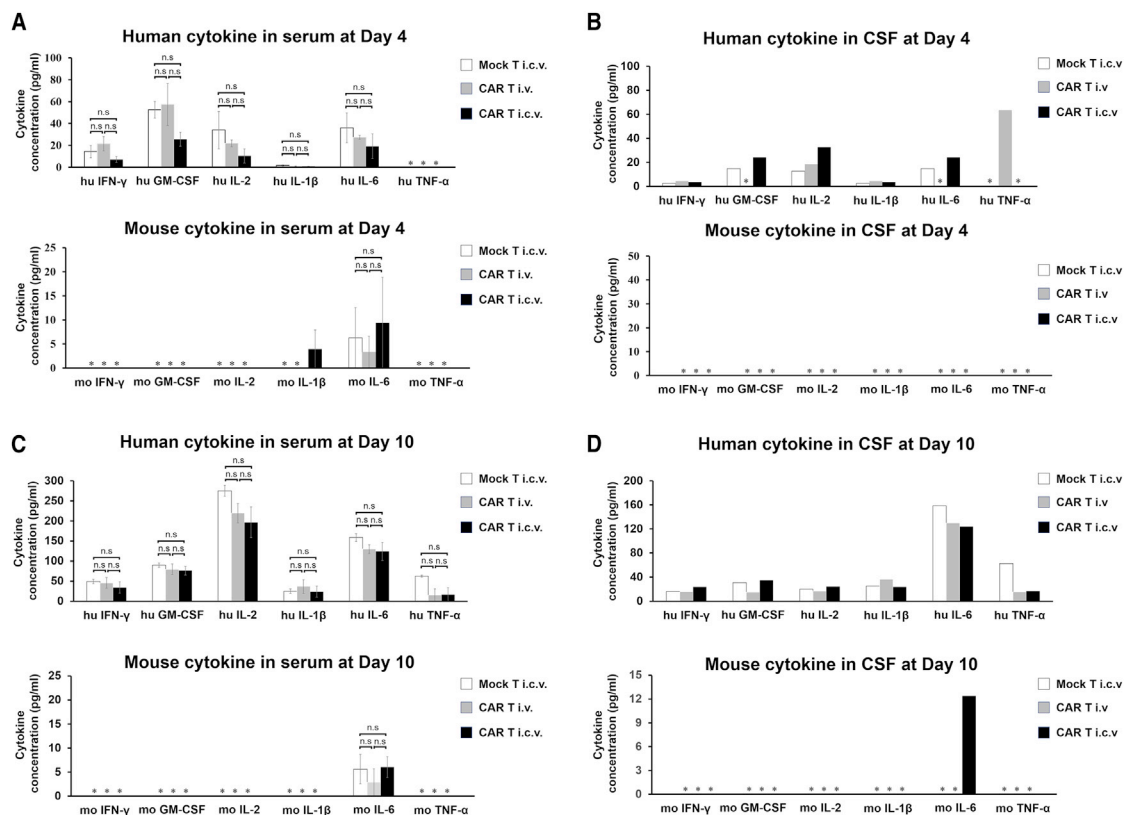 A
Human cytokine in serum at Day 4
Cytokine
concentration (pg/ml)
100
80
60
40
20
0
n.s
n.s n.s
n.s
n.s n.s
n.s
n.s n.s
n.s
n.s n.s
n.s
n.s n.s
* * *
hu IFN-γ hu GM-CSF hu IL-2 hu IL-1β hu IL-6 hu TNF-α
Mock T i.c.v.
CAR T i.v.
CAR T i.c.v.
Mouse cytokine in serum at Day 4
Cytokine
concentration (pg/ml)
25
20
15
10
5
0
n.s
n.s n.s
* * * * * * * * * * * * * *
mo IFN-γ mo GM-CSF mo IL-2 mo IL-1β mo IL-6 mo TNF-α
Mock T i.c.v.
CAR T i.v.
CAR T i.c.v.
B
Human cytokine in CSF at Day 4
Cytokine
concentration (pg/ml)
100
80
60
40
20
0
* * * *
hu IFN-γ hu GM-CSF hu IL-2 hu IL-1β hu IL-6 hu TNF-α
Mock T i.c.v
CAR T i.v
CAR T i.c.v
Mouse cytokine in CSF at Day 4
Cytokine
concentration (pg/ml)
50
40
30
20
10
0
* * * * * * * * * * * * * * * * * *
mo IFN-γ mo GM-CSF mo IL-2 mo IL-1β mo IL-6 mo TNF-α
Mock T i.c.v
CAR T i.v
CAR T i.c.v
C
Human cytokine in serum at Day 10
Cytokine
concentration (pg/ml)
300
250
200
150
100
50
0
n.s
n.s n.s
n.s
n.s n.s
n.s
n.s n.s
n.s
n.s n.s
n.s
n.s n.s
n.s
n.s n.s
hu IFN-γ hu GM-CSF hu IL-2 hu IL-1β hu IL-6 hu TNF-α
Mock T i.c.v.
CAR T i.v.
CAR T i.c.v.
Mouse cytokine in serum at Day 10
Cytokine
concentration (pg/ml)
25
20
15
10
5
0
n.s
n.s n.s
* * * * * * * * * * * * * * *
mo IFN-γ mo GM-CSF mo IL-2 mo IL-1β mo IL-6 mo TNF-α
Mock T i.c.v.
CAR T i.v.
CAR T i.c.v.
D
Human cytokine in CSF at Day 10
Cytokine
concentration (pg/ml)
200
160
120
80
40
0
hu IFN-γ hu GM-CSF hu IL-2 hu IL-1β hu IL-6 hu TNF-α
Mock T i.c.v
CAR T i.v
CAR T i.c.v
Mouse cytokine in CSF at Day 10
Cytokine
concentration (pg/ml)
15
12
9
6
3
0
* * * * * * * * * * * * * * * * *
mo IFN-γ mo GM-CSF mo IL-2 mo IL-1β mo IL-6 mo TNF-α
Mock T i.c.v
CAR T i.v
CAR T i.c.v